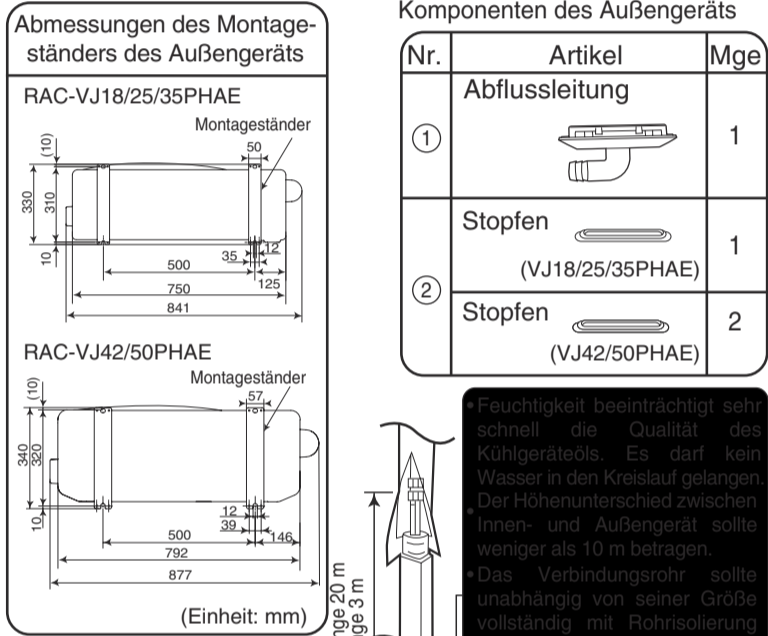 Abmessungen des Montage-
ständers des Außengeräts
RAC-VJ18/25/35PHAE
Montageständer
(10)
50
330
310
10
12
35
500
125
750
841
RAC-VJ42/50PHAE
Montageständer
(10)
57
340
320
10
12
39
500
146
792
877
(Einheit: mm)
Komponenten des Außengeräts
Nr. Artikel Mge
1 Abflussleitung 1
2 Stopfen
(VJ18/25/35PHAE) 1
Stopfen
(VJ42/50PHAE) 2
nge 20 m
ge 3 m
•Feuchtigkeit beeinträchtigt sehr
schnell die Qualität des
Kühlgeräteöls. Es darf kein
Wasser in den Kreislauf gelangen.
•Der Höhenunterschied zwischen
Innen- und Außengerät sollte
weniger als 10 m betragen.
•Das Verbindungsrohr sollte
unabhängig von seiner Größe
vollständig mit Rohrisolierung